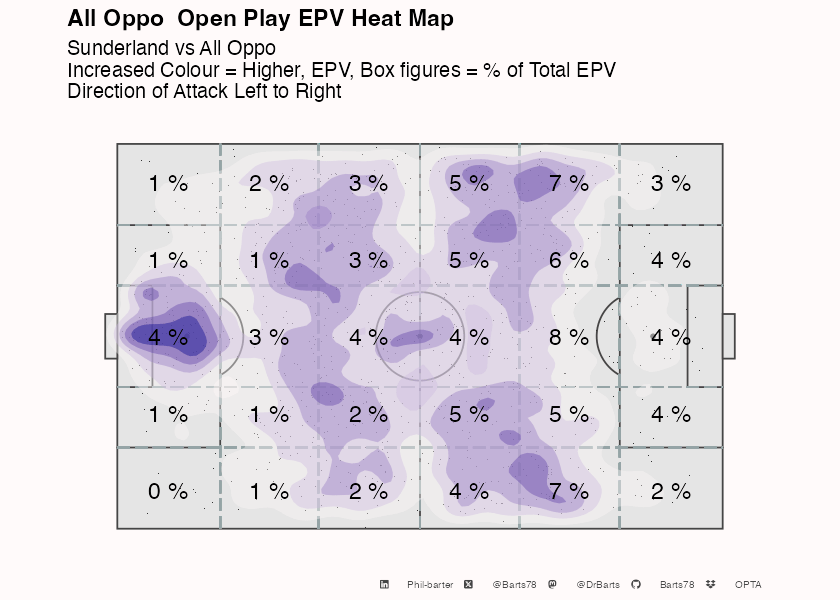 All Oppo  Open Play EPV Heat Map
Sunderland vs All Oppo
Increased Colour = Higher, EPV, Box figures = % of Total EPV
Direction of Attack Left to Right
1 % 2 % 3 % 5 % 7 % 3 %
1 % 1 % 3 % 5 % 6 % 4 %
4 % 3 % 4 % 4 % 8 % 4 %
1 % 1 % 2 % 5 % 5 % 4 %
0 % 1 % 2 % 4 % 7 % 2 %
Phil-barter @Barts78 @DrBarts Barts78 OPTA